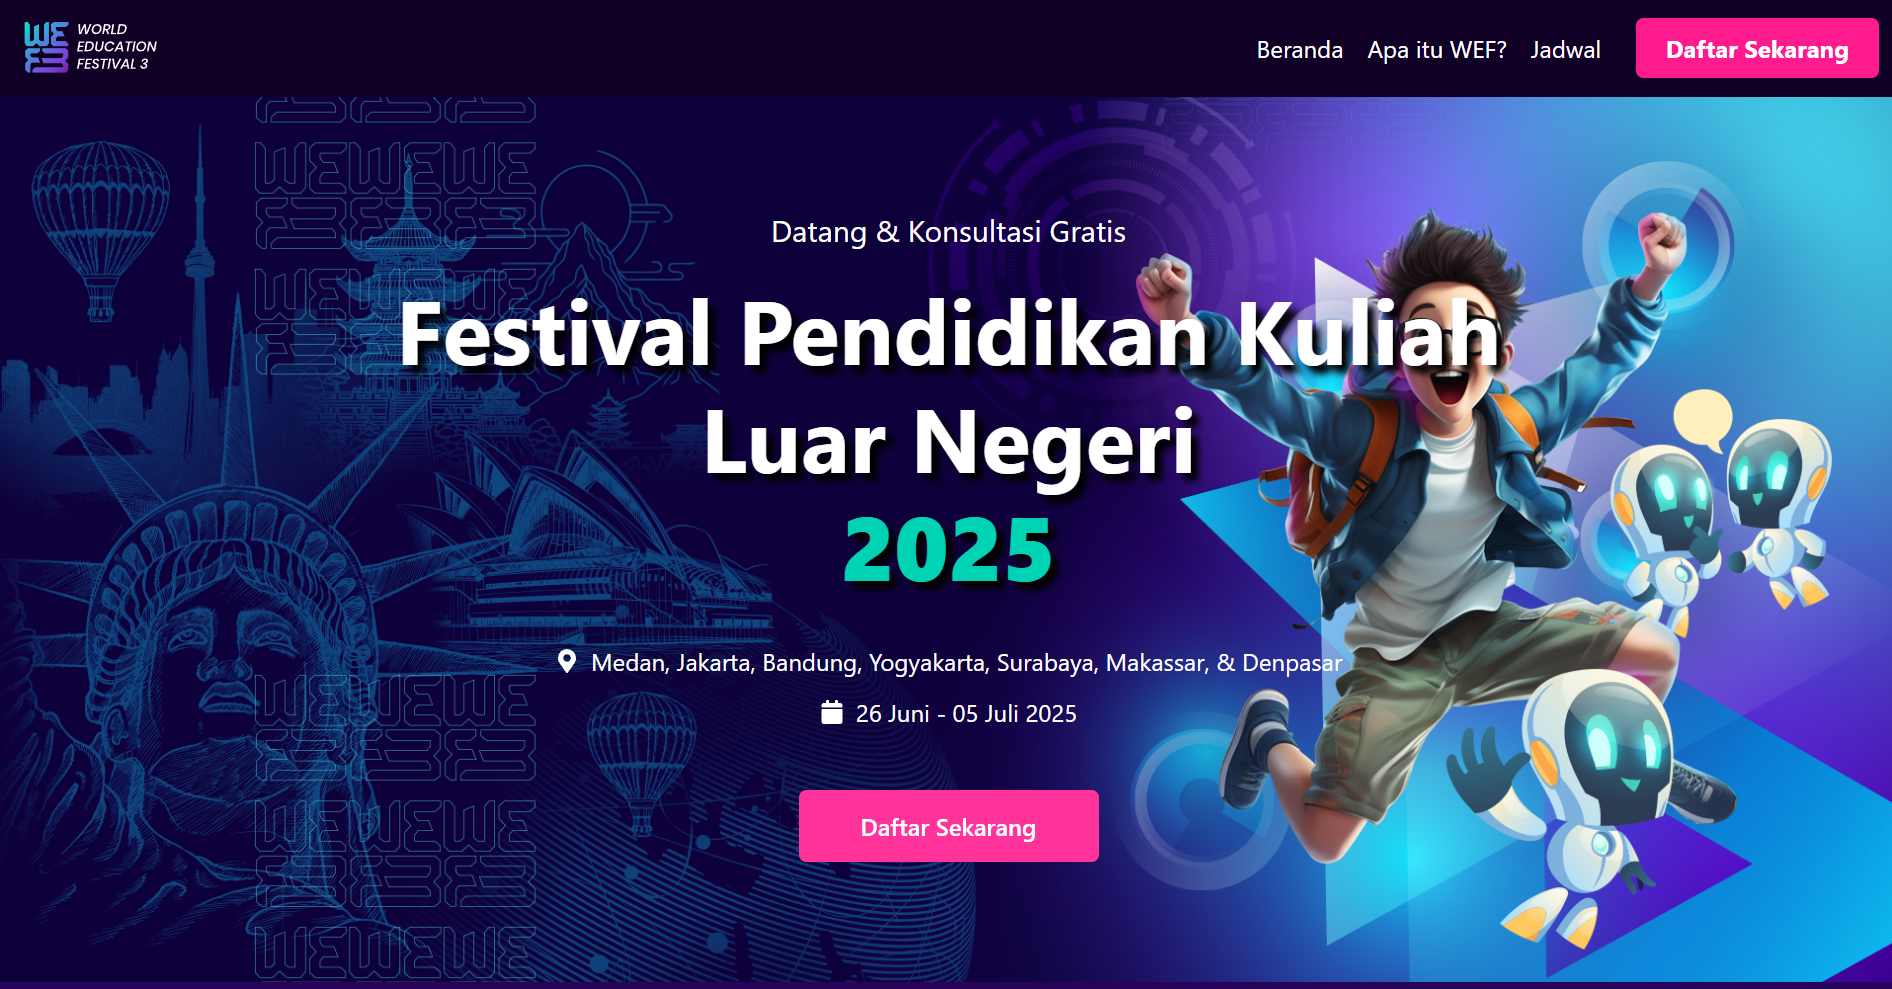 WORLD
EDUCATION
FESTIVAL 3
Beranda
Apa itu WEF?
Jadwal
Daftar Sekarang
Datang & Konsultasi Gratis
Festival Pendidikan Kuliah
Luar Negeri
2025
Medan, Jakarta, Bandung, Yogyakarta, Surabaya, Makassar, & Denpasar
26 Juni - 05 Juli 2025
Daftar Sekarang